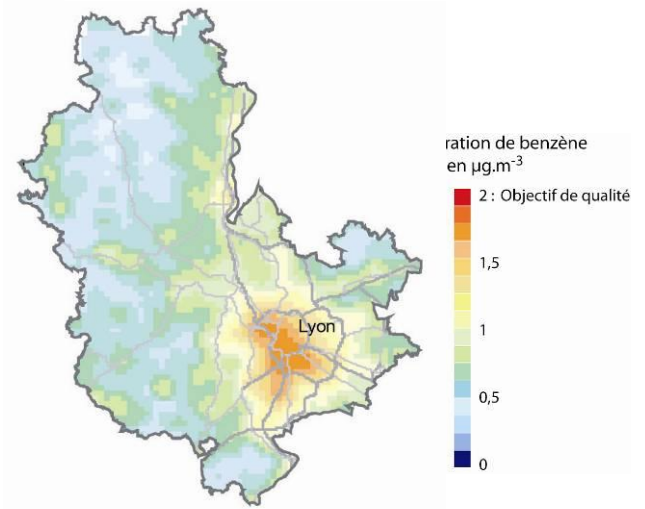 ration de benzène
en µg.m-3
2 : Objectif de qualité
1,5
Lyon
1
0,5
0